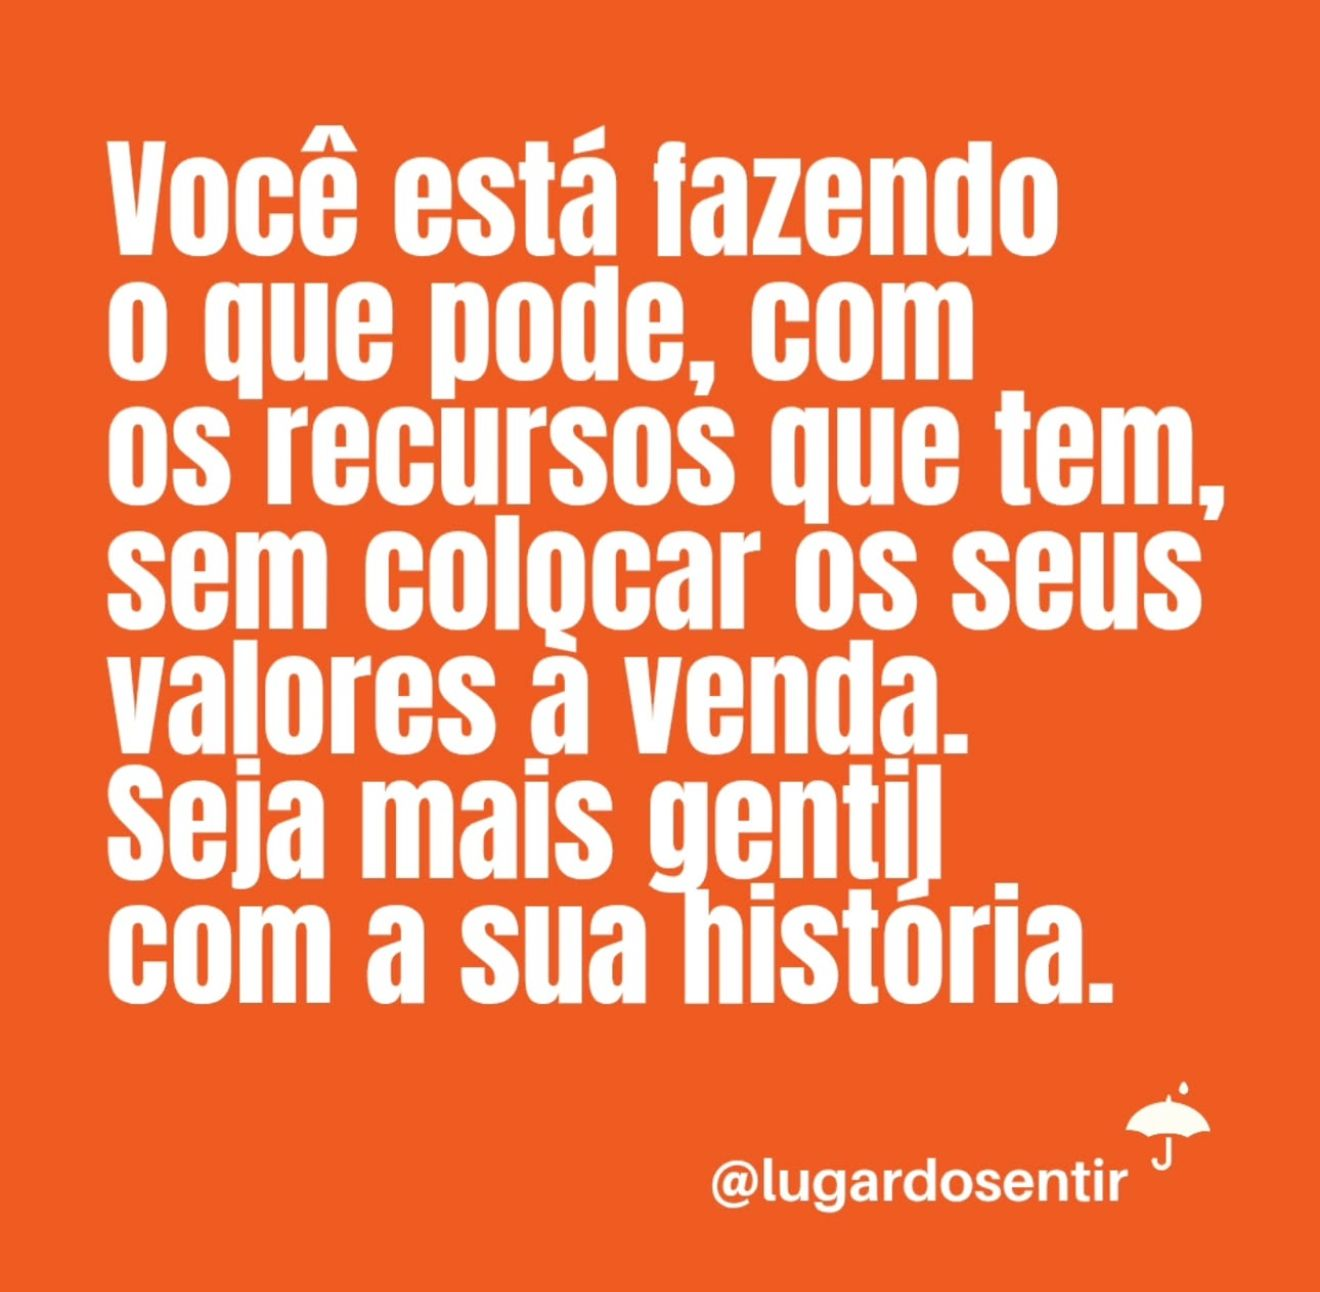 Você está fazendo
o que pode, com
os recursos que tem,
sem colocar os seus
valores à venda.
Seja mais gentil
com a sua história.
@lugardosentir